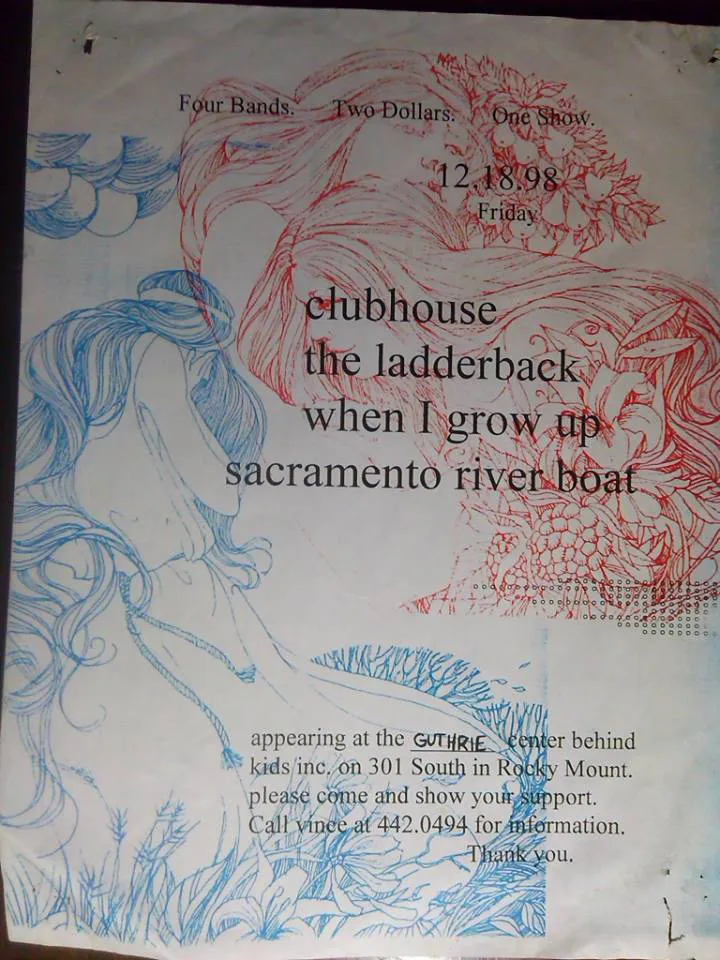 Four Bands. Two Dollars. One Show.
12.18.98
Friday
clubhouse
the ladderback
when I grow up
sacramento river boat
appearing at the GUTHRIE center behind
kids inc. on 301 South in Rocky Mount.
please come and show your support.
Call vince at 442.0494 for information.
Thank you.